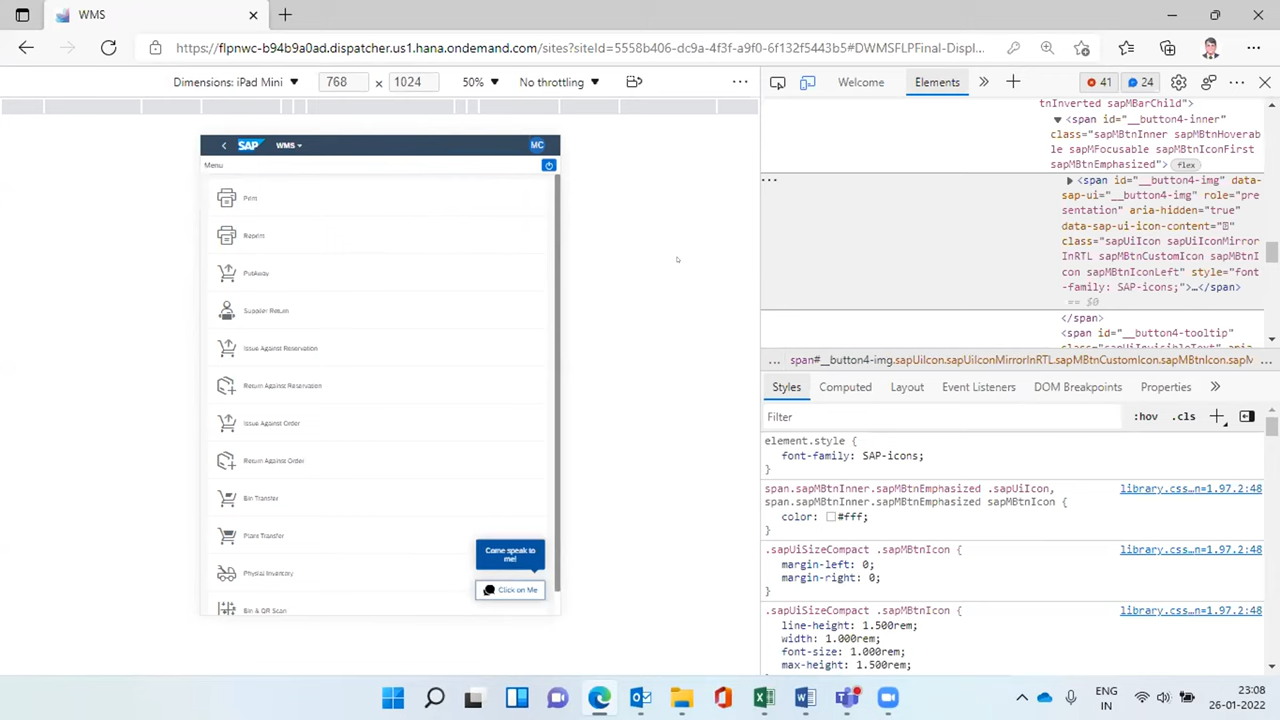 WMS
https://flpnwc-b94b9a0ad.dispatcher.us1.hana.ondemand.com/sites?siteId=5558b406-dc9a-4f3f-a9f0-6f132f5443b5#DWMSFLPFinal-Displ...
Dimensions: iPad Mini 768 × 1024 50% No throttling
Welcome Elements 41 24
SAP WMS MC
Menu
Print
Reprint
PutAway
Supplier Return
Issue Against Reservation
Return Against Reservation
Issue Against Order
Return Against Order
Bin Transfer
Plant Transfer
Physial Inventory
Bin & QR Scan
Come speak to
me!
Click on Me
tnInverted sapMBarChild">
<span id="__button4-inner"
class="sapMBtnInner sapMBtnHoverab
le sapMFocusable sapMBtnIconFirst
sapMBtnEmphasized"> flex
<span id="__button4-img" data-
sap-ui="__button4-img" role="pre
sentation" aria-hidden="true"
data-sap-ui-icon-content=""
class="sapUiIcon sapUiIconMirror
InRTL sapMBtnCustomIcon sapMBtnI
con sapMBtnIconLeft" style="font
-family: SAP-icons;">…</span>
== $0
</span>
<span id="__button4-tooltip"
... span#__button4-img.sapUiIcon.sapUiIconMirrorInRTL.sapMBtnCustomIcon.sapMBtnIcon.sapM ...
Styles Computed Layout Event Listeners DOM Breakpoints Properties
Filter :hov .cls
element.style {
font-family: SAP-icons;
}
span.sapMBtnInner.sapMBtnEmphasized .sapUiIcon, library.css…n=1.97.2:48
span.sapMBtnInner.sapMBtnEmphasized sapMBtnIcon {
color: #fff;
}
.sapUiSizeCompact .sapMBtnIcon { library.css…n=1.97.2:48
margin-left: 0;
margin-right: 0;
}
.sapUiSizeCompact .sapMBtnIcon { library.css…n=1.97.2:48
line-height: 1.500rem;
width: 1.000rem;
font-size: 1.000rem;
max-height: 1.500rem;
ENG
IN
23:08
26-01-2022